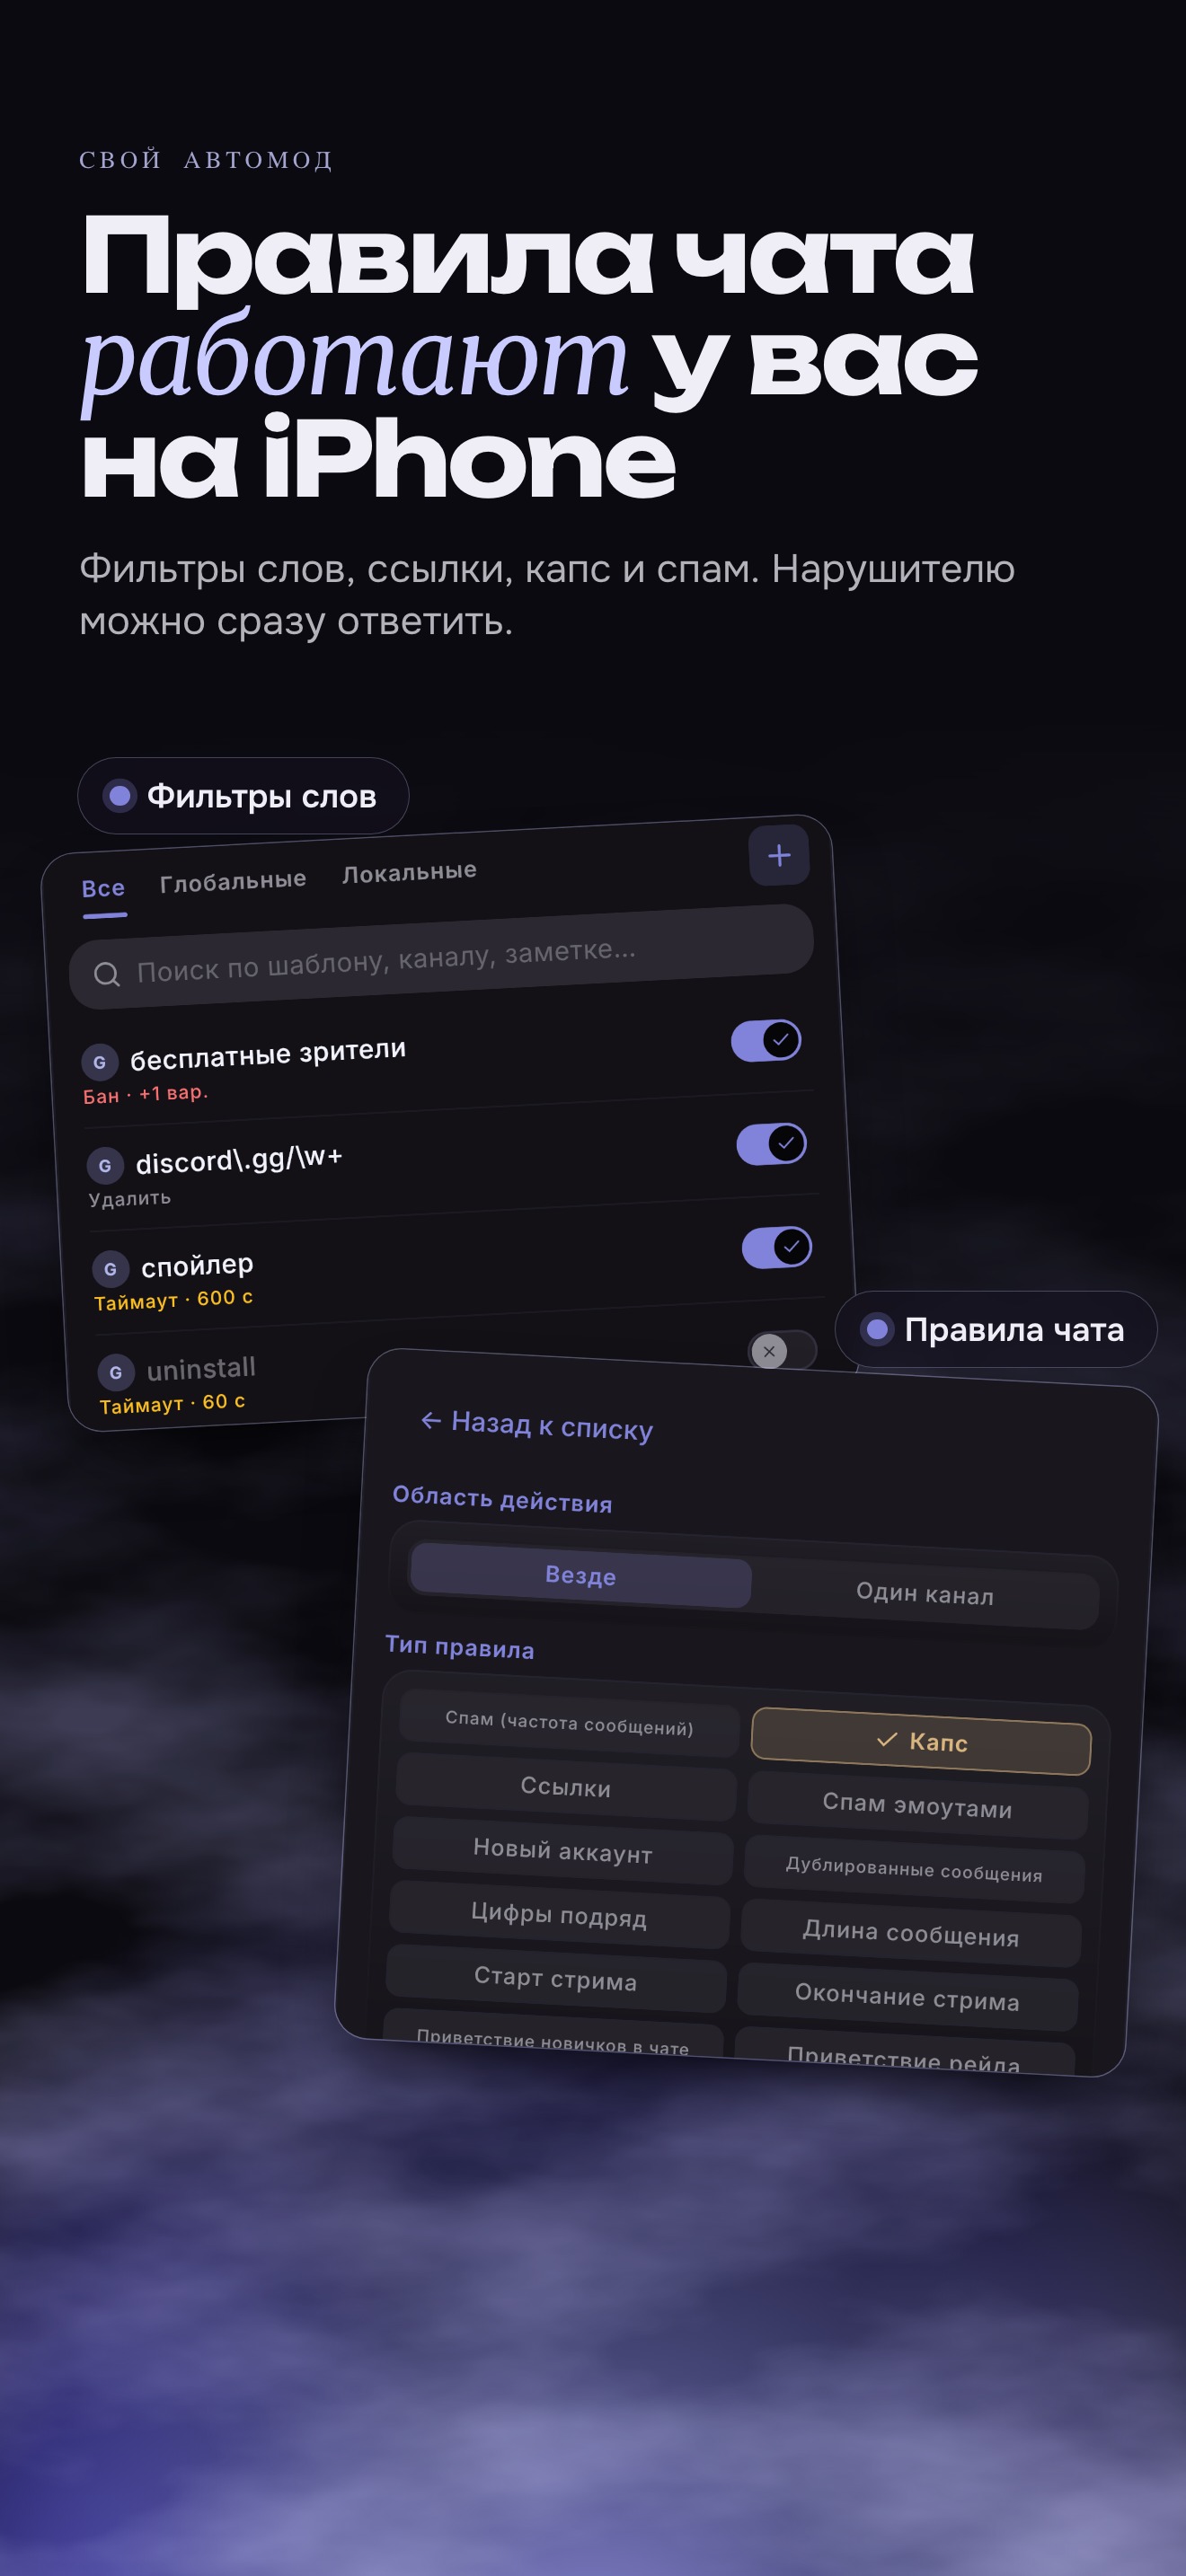 СВОЙ АВТОМОД
Правила чата
работают у вас
на iPhone
Фильтры слов, ссылки, капс и спам. Нарушителю
можно сразу ответить.
Фильтры слов
Все Глобальные Локальные
Поиск по шаблону, каналу, заметке...
G бесплатные зрители
Бан · +1 вар.
G discord\.gg/\w+
Удалить
G спойлер
Таймаут · 600 с
G uninstall
Таймаут · 60 с
Правила чата
← Назад к списку
Область действия
Везде Один канал
Тип правила
Спам (частота сообщений) Капс
Ссылки Спам эмоутами
Новый аккаунт Дублированные сообщения
Цифры подряд Длина сообщения
Старт стрима Окончание стрима
Приветствие новичков в чате Приветствие рейда